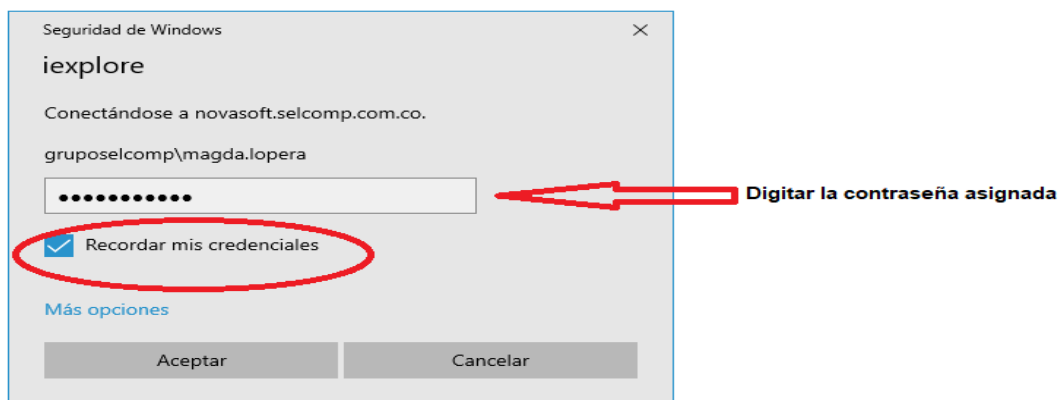 Seguridad de Windows
iexplore
Conectándose a novasoft.selcomp.com.co.
gruposelcomp\magda.lopera
•••••••••••
Digitar la contraseña asignada
Recordar mis credenciales
Más opciones
Aceptar
Cancelar